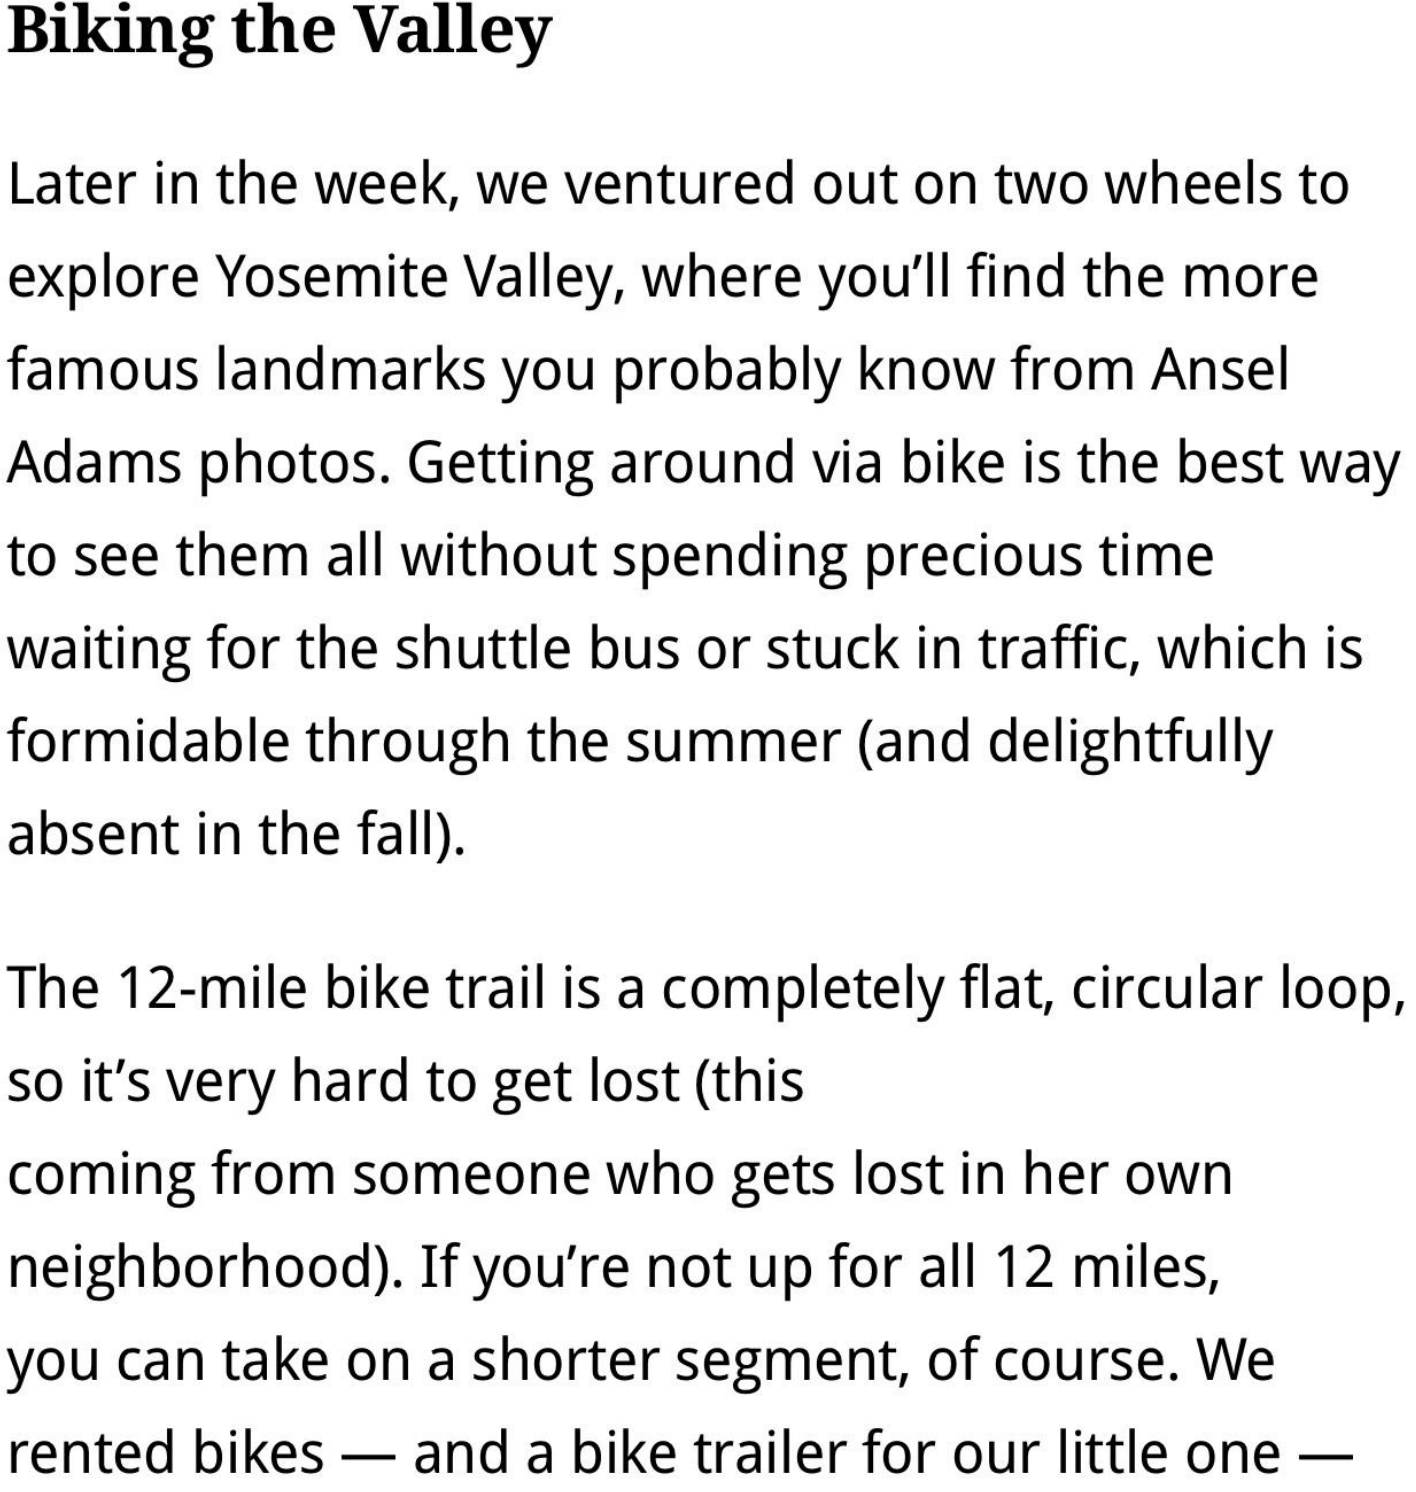 Biking the Valley
Later in the week, we ventured out on two wheels to
explore Yosemite Valley, where you’ll find the more
famous landmarks you probably know from Ansel
Adams photos. Getting around via bike is the best way
to see them all without spending precious time
waiting for the shuttle bus or stuck in traffic, which is
formidable through the summer (and delightfully
absent in the fall).
The 12-mile bike trail is a completely flat, circular loop,
so it’s very hard to get lost (this
coming from someone who gets lost in her own
neighborhood). If you’re not up for all 12 miles,
you can take on a shorter segment, of course. We
rented bikes — and a bike trailer for our little one —